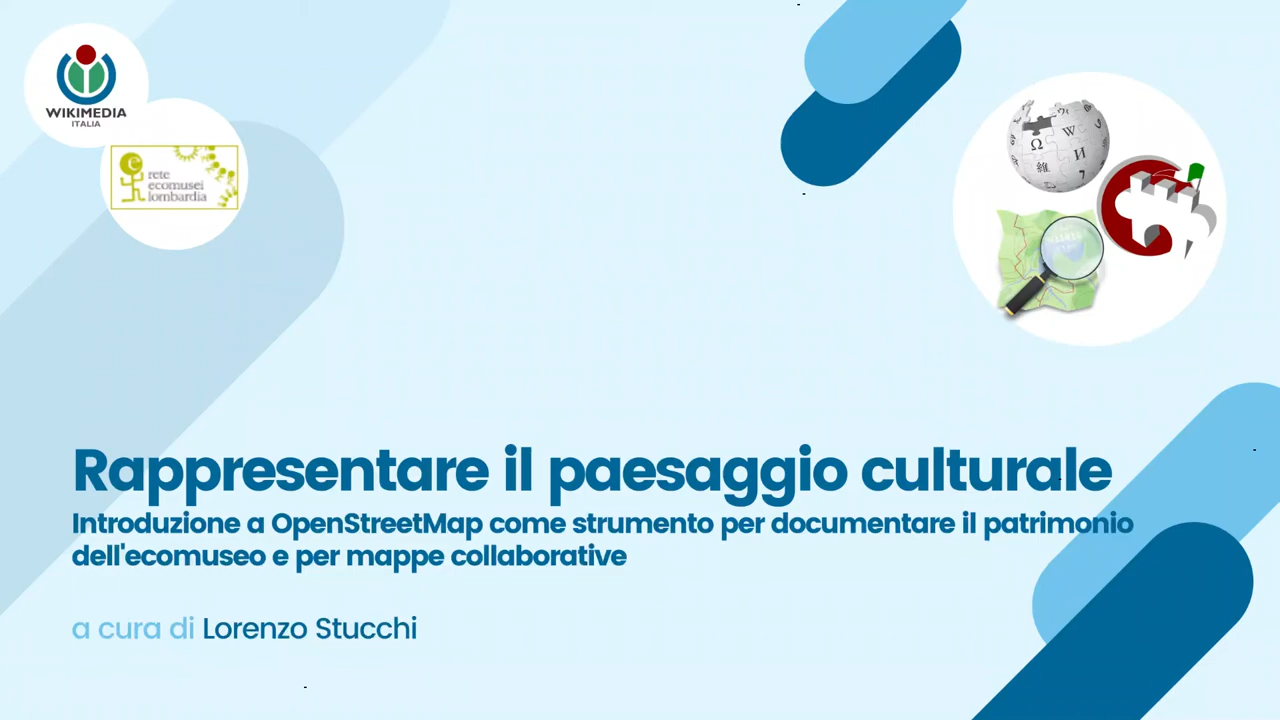 WIKIMEDIA
ITALIA
rete
ecomusei
lombardia
Ω
W
維
И
Rappresentare il paesaggio culturale
Introduzione a OpenStreetMap come strumento per documentare il patrimonio
dell'ecomuseo e per mappe collaborative
a cura di Lorenzo Stucchi